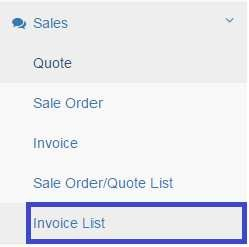 Sales
Quote
Sale Order
Invoice
Sale Order/Quote List
Invoice List